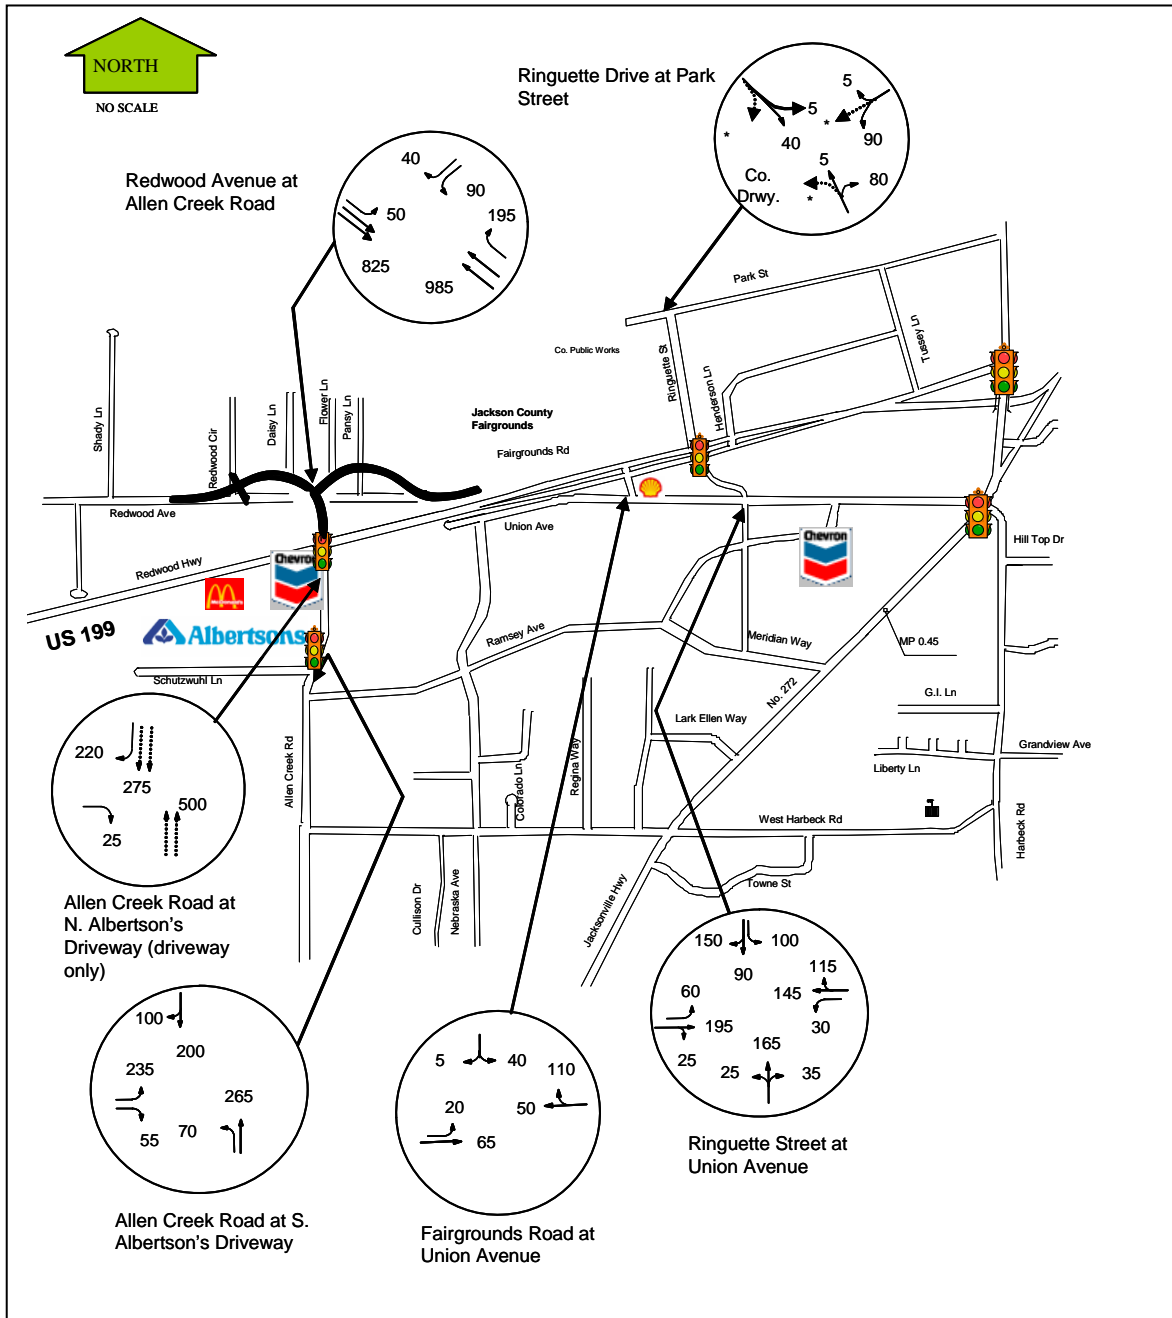 NORTH
NO SCALE
Ringuette Drive at Park
Street
5
5
*
*
40
90
5
80
*
Co.
Drwy.
Redwood Avenue at
Allen Creek Road
40
90
50
195
825
985
Park St
Tussey Ln
Co. Public Works
Ringuette St
Henderson Ln
Shady Ln
Redwood Cir
Daisy Ln
Flower Ln
Pansy Ln
Jackson County
Fairgrounds
Fairgrounds Rd
Redwood Ave
Union Ave
Redwood Hwy
Chevron
Chevron
Hill Top Dr
McDonald's
US 199
Albertsons
Ramsey Ave
Meridian Way
MP 0.45
Schutzwuhl Ln
No. 272
G.I. Ln
Lark Ellen Way
Grandview Ave
Liberty Ln
Allen Creek Rd
Colorado Ln
Regina Way
West Harbeck Rd
Harbeck Rd
220
275
500
25
Allen Creek Road at
N. Albertson's
Driveway (driveway
only)
Cullison Dr
Nebraska Ave
Jacksonville Hwy
Towne St
150
100
90
115
60
145
195
30
165
25
25
35
Ringuette Street at
Union Avenue
100
200
235
265
55
70
Allen Creek Road at S.
Albertson's Driveway
5
40
110
20
50
65
Fairgrounds Road at
Union Avenue